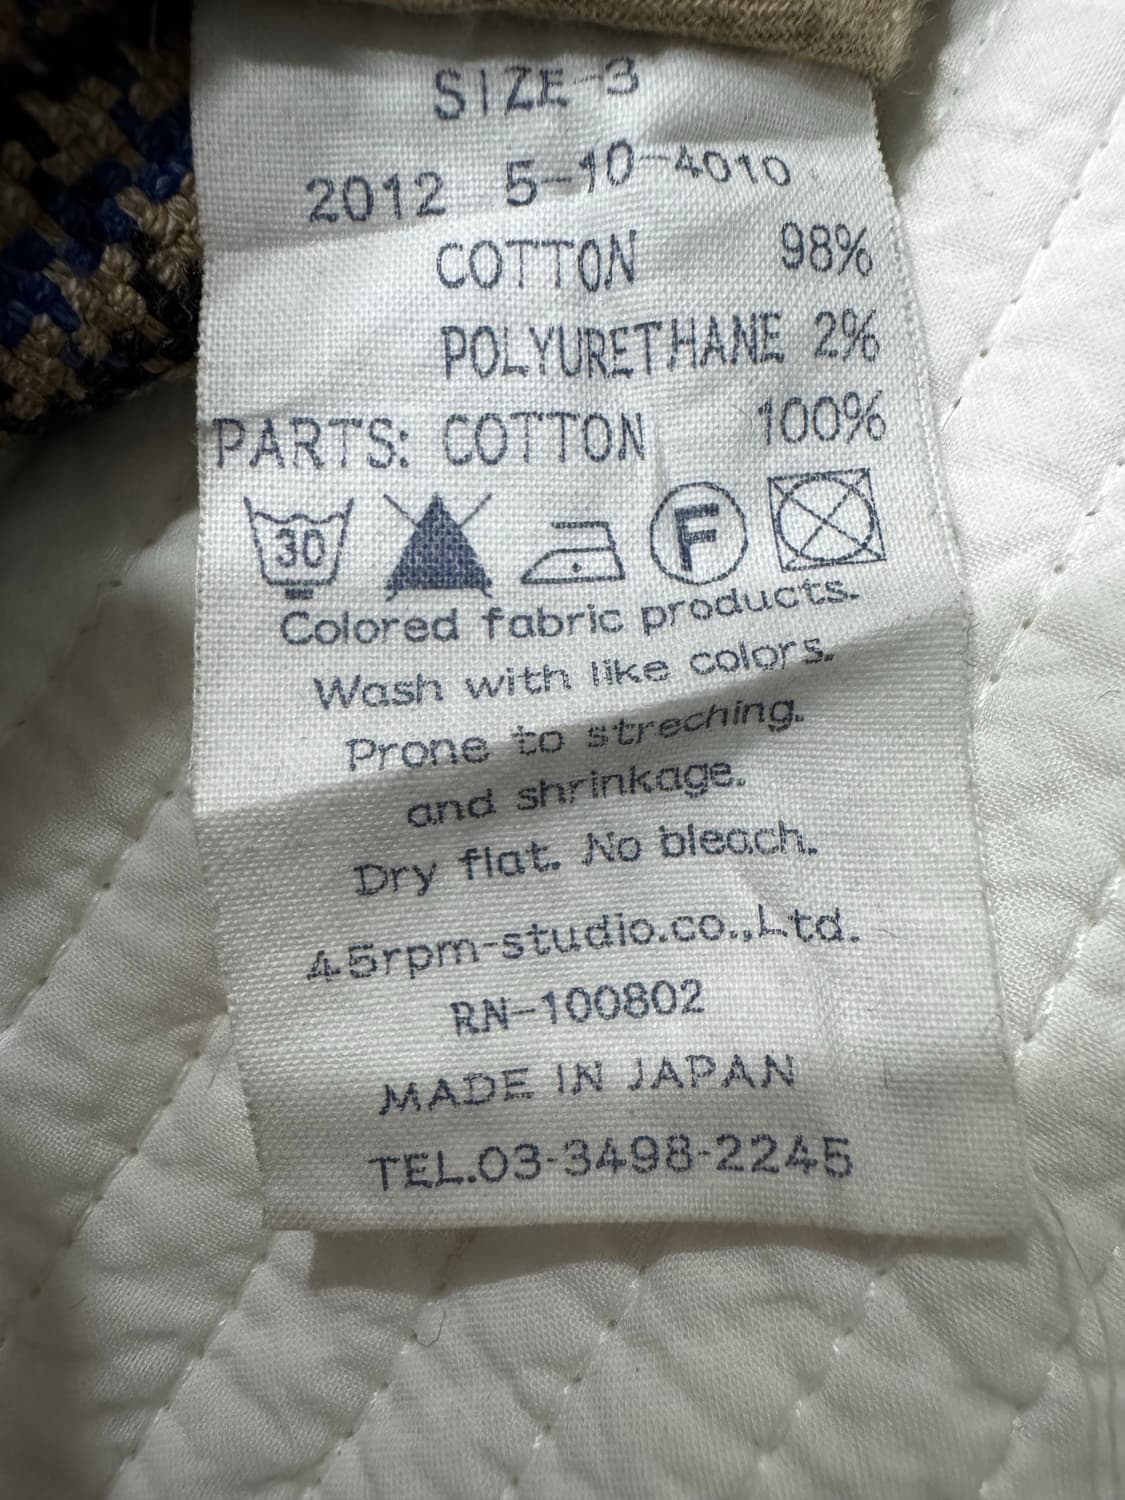 SIZE-3
2012 5-10-4010
COTTON 98%
POLYURETHANE 2%
PARTS: COTTON 100%
30 F
Colored fabric products.
Wash with like colors.
Prone to streching.
and shrinkage.
Dry flat. No bleach.
45rpm-studio.co.,Ltd.
RN-100802
MADE IN JAPAN
TEL.03-3498-2245